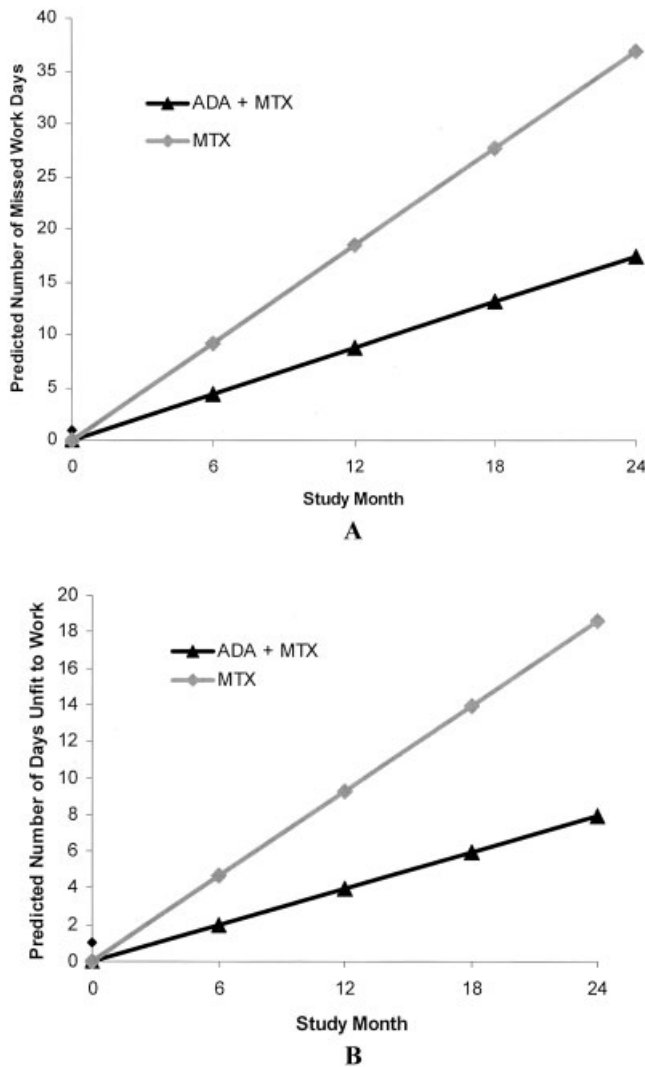 40
35
30
25
20
15
10
5
0
Predicted Number of Missed Work Days
ADA + MTX
MTX
0 6 12 18 24
Study Month
A
20
18
16
14
12
10
8
6
4
2
0
Predicted Number of Days Unfit to Work
ADA + MTX
MTX
0 6 12 18 24
Study Month
B